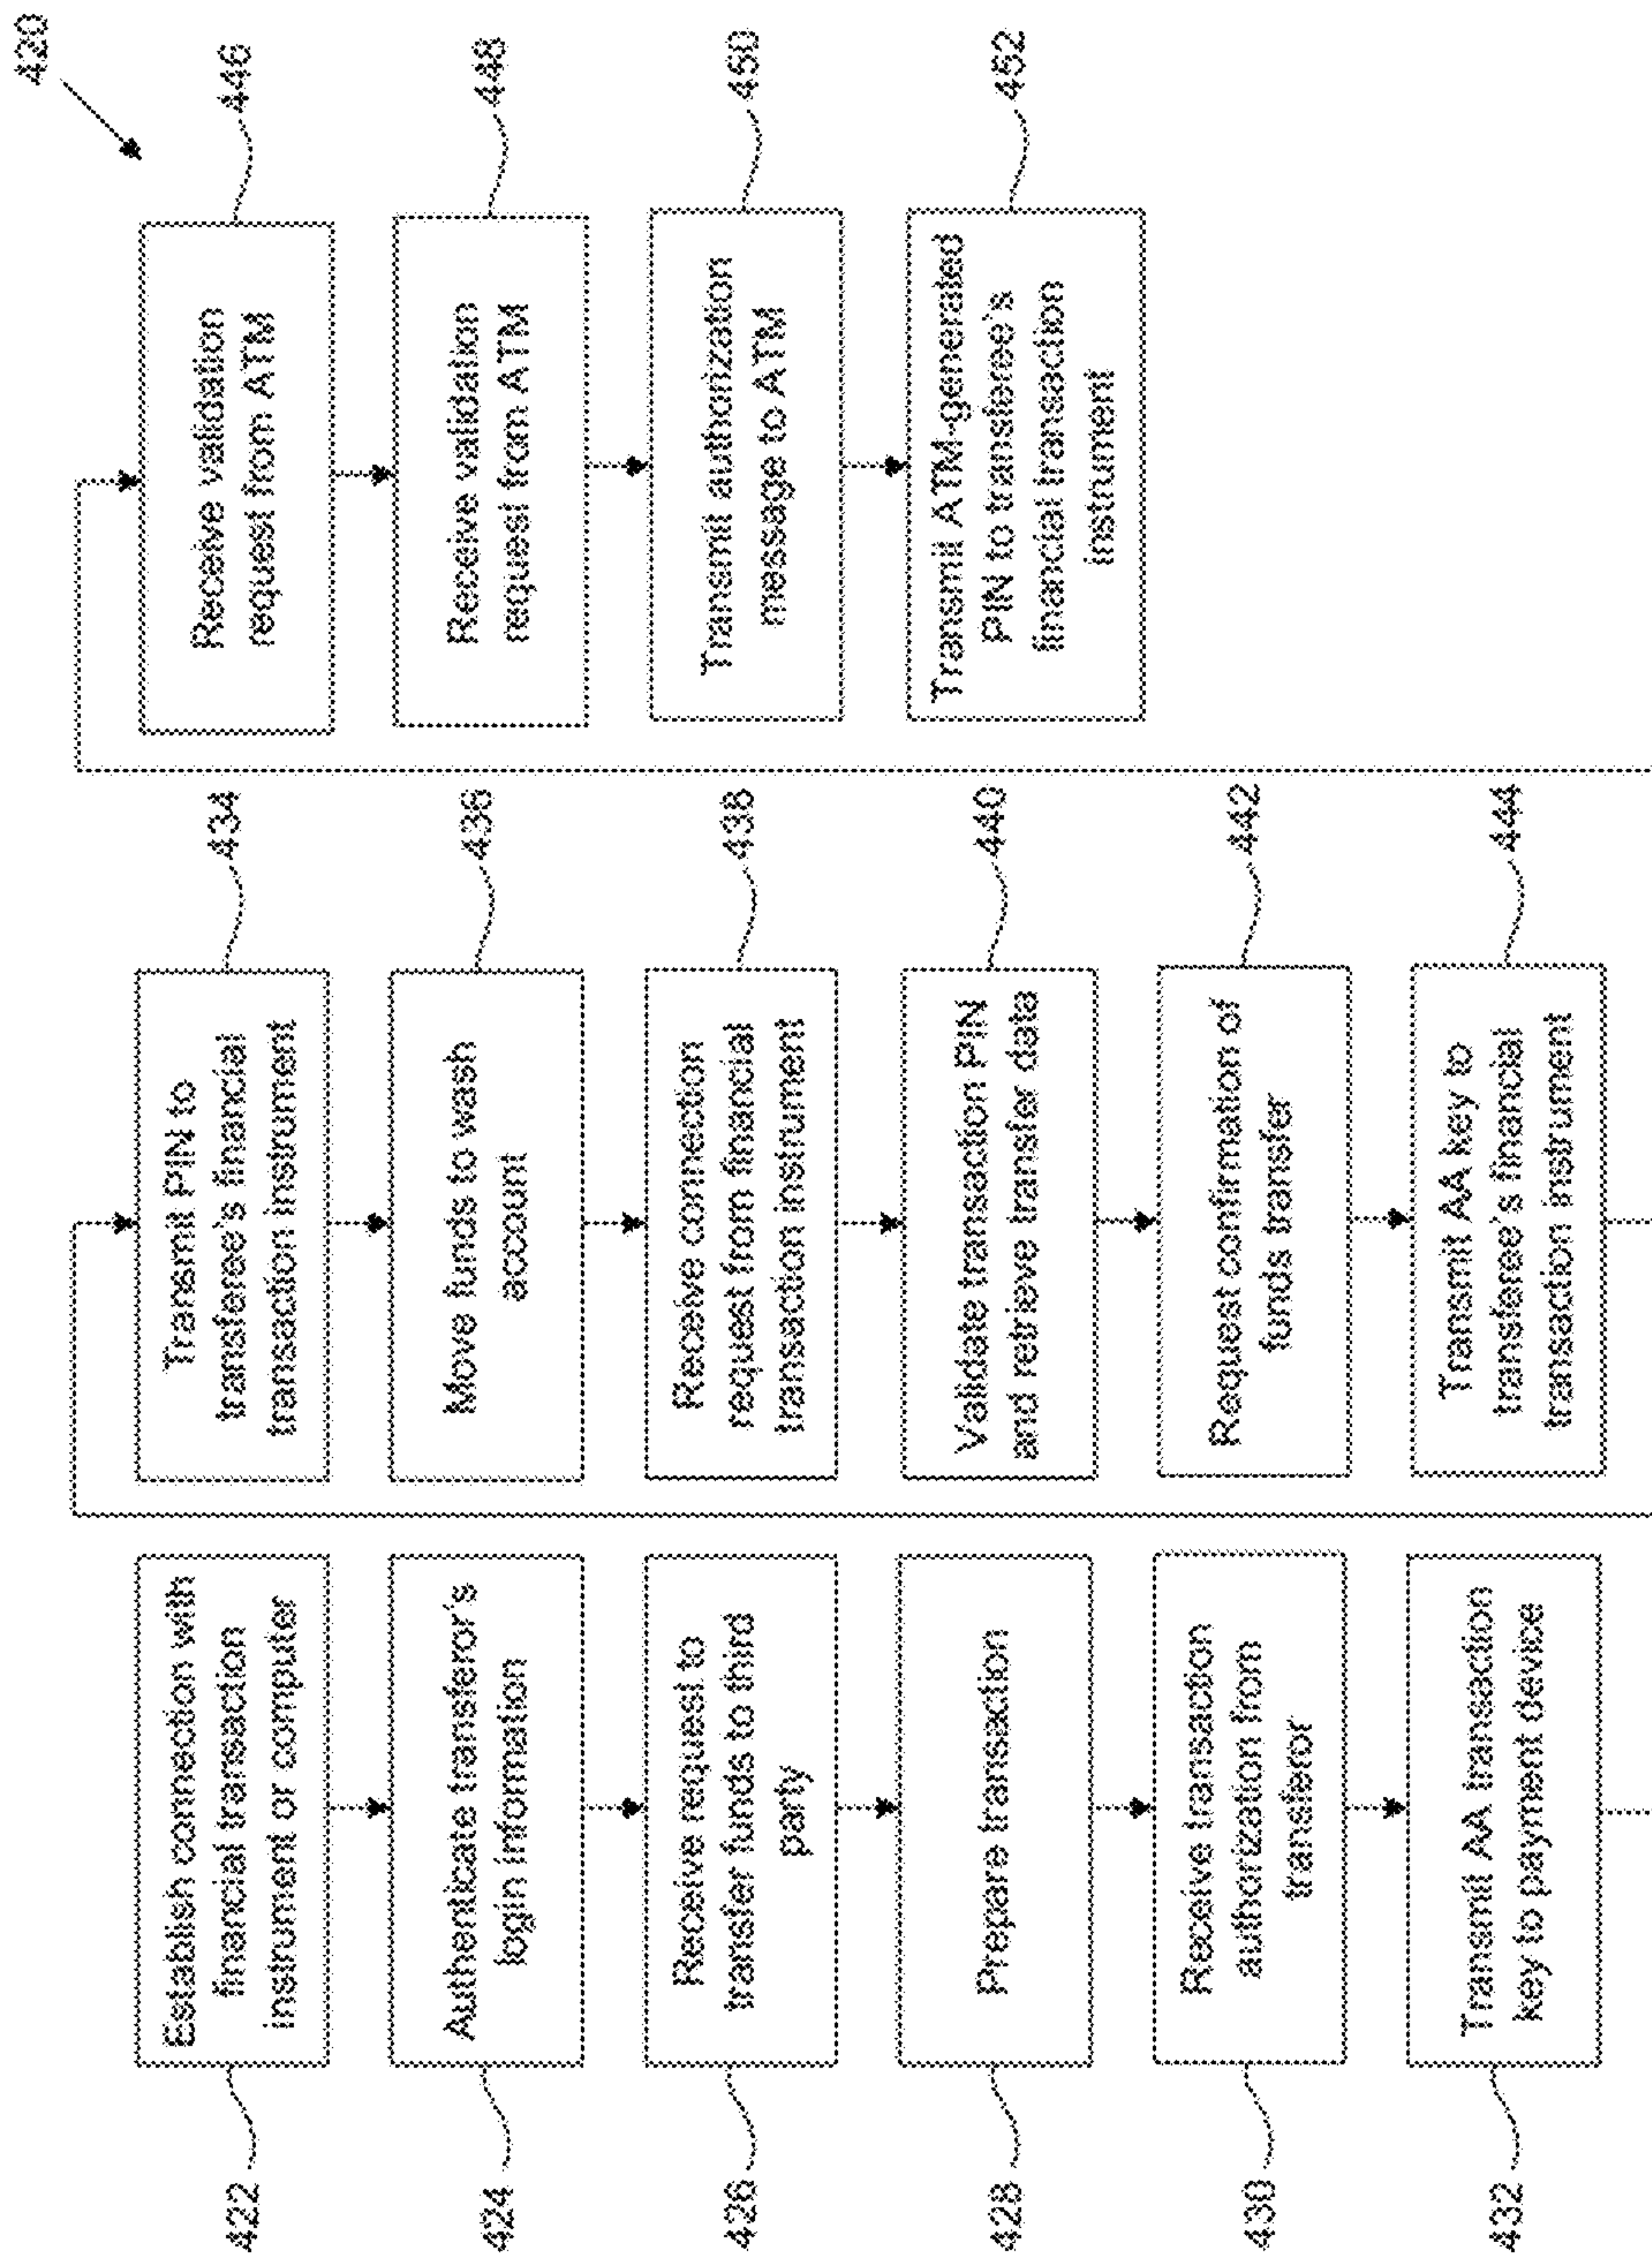 420
422
Establish connection with
financial transaction
instrument or computer
424
Authenticate transferor's
login information
426
Receive request to
transfer funds to third
party
428
Prepare transaction
430
Receive transaction
authorization from
transferor
432
Transmit AA transaction
key to payment device
434
Transmit PIN to
transferee's financial
transaction instrument
436
Move funds to wash
account
438
Receive connection
request from financial
transaction instrument
440
Validate transaction PIN
and retrieve transfer data
442
Request confirmation of
funds transfer
444
Transmit AA key to
transferee's financial
transaction instrument
446
Receive validation
request from ATM
448
Receive validation
request from ATM
450
Transmit authorization
message to ATM
452
Transmit ATM-generated
PIN to transferee's
financial transaction
instrument